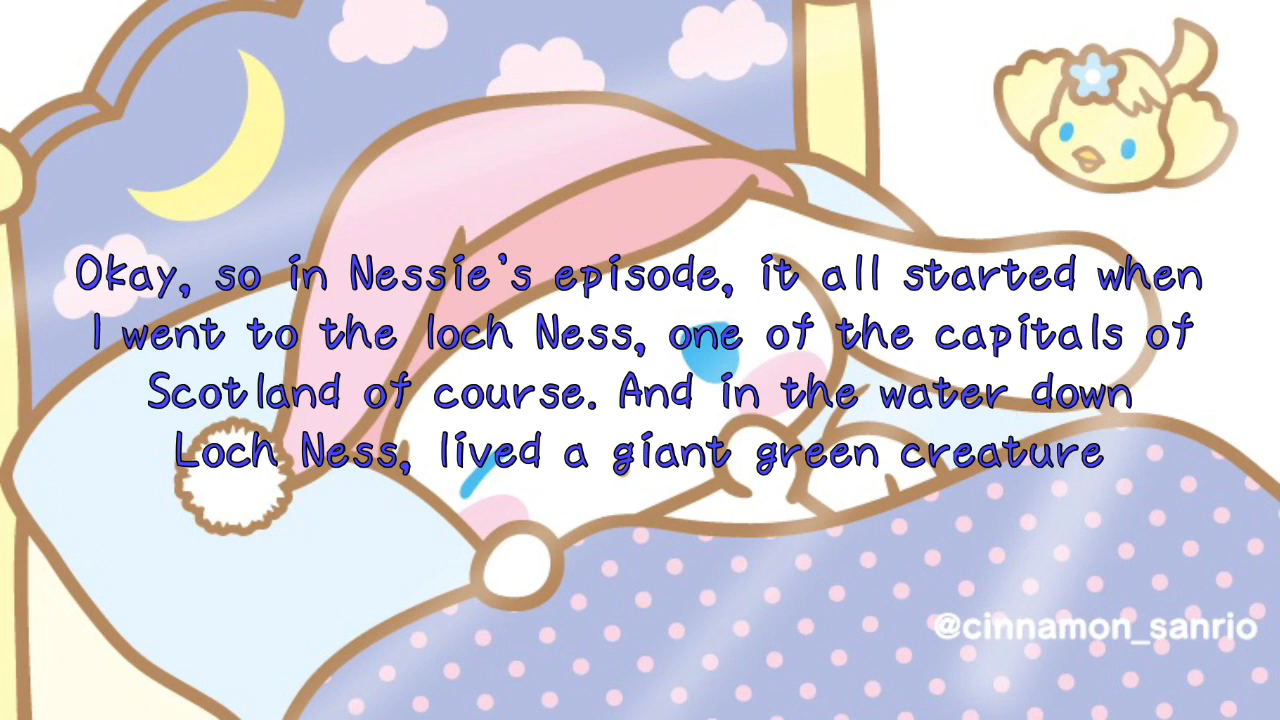 Okay, so in Nessie's episode, it all started when
I went to the loch Ness, one of the capitals of
Scotland of course. And in the water down
Loch Ness, lived a giant green creature
@cinnamon_sanrio